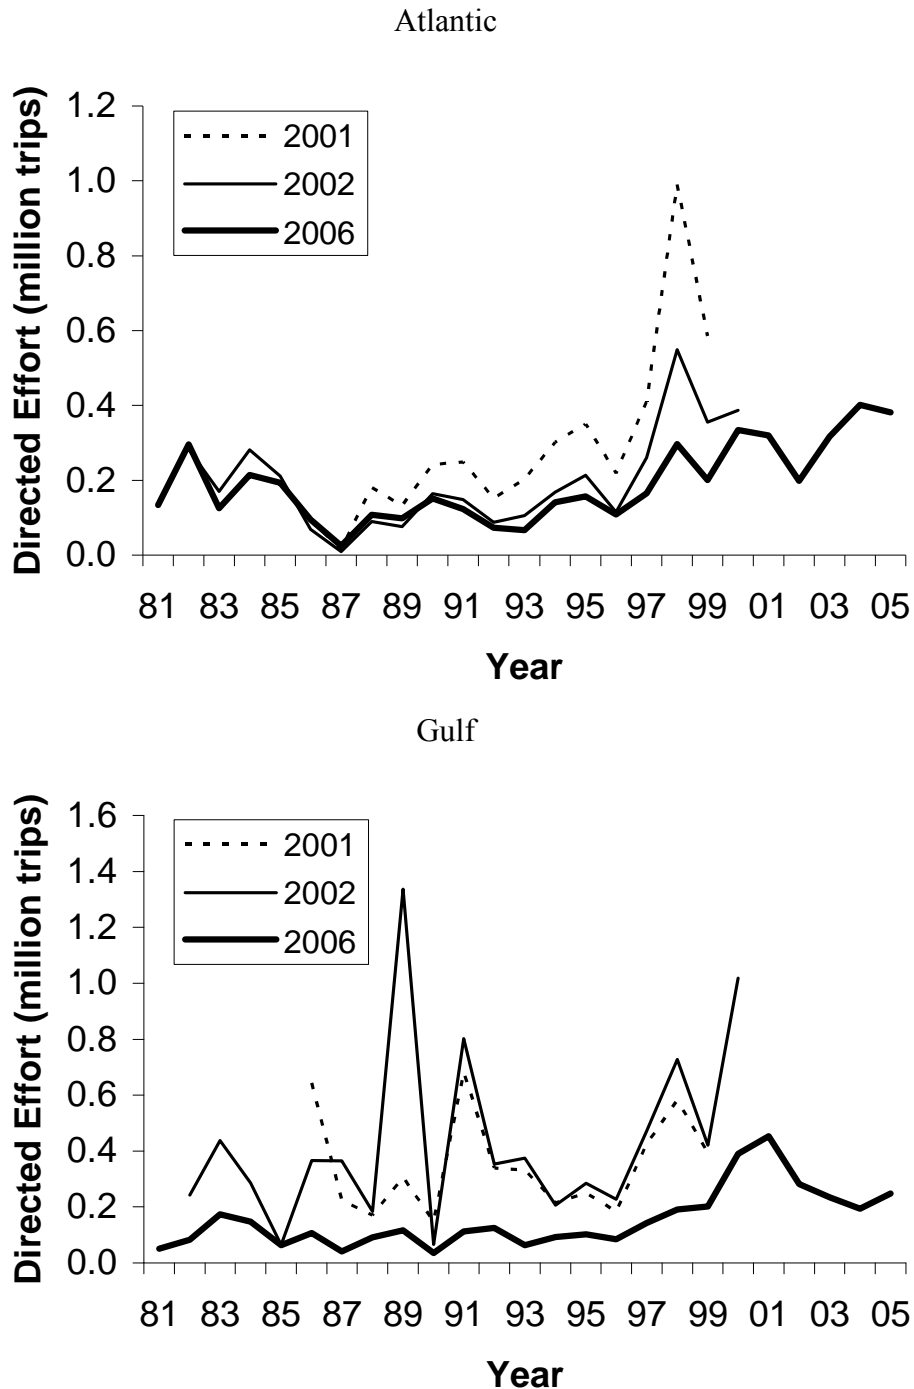 Atlantic
Directed Effort (million trips)
1.2
1.0
0.8
0.6
0.4
0.2
0.0
2001
2002
2006
81 83 85 87 89 91 93 95 97 99 01 03 05
Year
Gulf
Directed Effort (million trips)
1.6
1.4
1.2
1.0
0.8
0.6
0.4
0.2
0.0
2001
2002
2006
81 83 85 87 89 91 93 95 97 99 01 03 05
Year